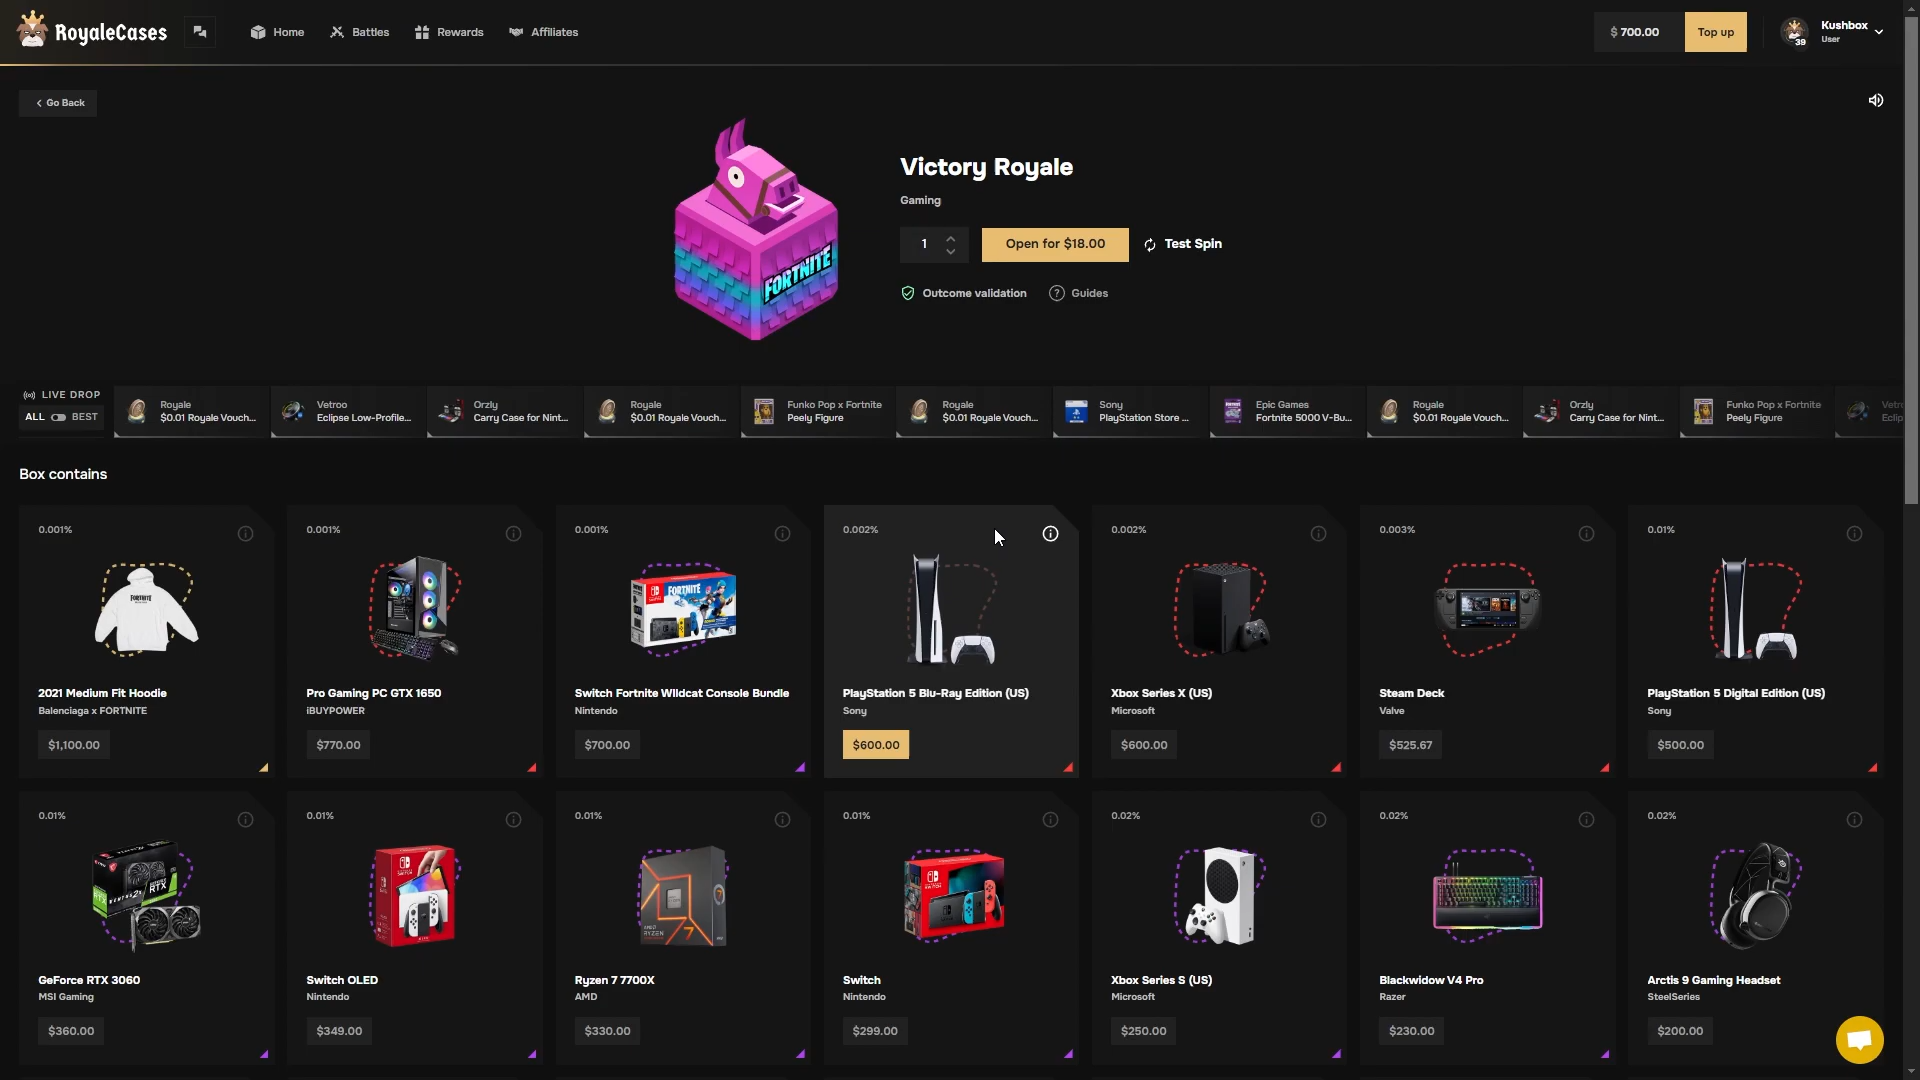 RoyaleCases
Home
Battles
Rewards
Affiliates
$ 700.00
Top up
39
Kushbox
User
Go Back
FORTNITE
Victory Royale
Gaming
1
Open for $18.00
Test Spin
Outcome validation
? Guides
LIVE DROP
ALL
BEST
Royale
$0.01 Royale Vouch...
Vetroo
Eclipse Low-Profile...
Orzly
Carry Case for Nint...
Royale
$0.01 Royale Vouch...
Funko Pop x Fortnite
Peely Figure
Royale
$0.01 Royale Vouch...
Sony
PlayStation Store ...
Epic Games
Fortnite 5000 V-Bu...
Royale
$0.01 Royale Vouch...
Orzly
Carry Case for Nint...
Funko Pop x Fortnite
Peely Figure
Box contains
0.001%
FORTNITE
2021 Medium Fit Hoodie
Balenciaga x FORTNITE
$1,100.00
0.001%
Pro Gaming PC GTX 1650
iBUYPOWER
$770.00
0.001%
FORTNITE
Switch Fortnite Wildcat Console Bundle
Nintendo
$700.00
0.002%
PlayStation 5 Blu-Ray Edition (US)
Sony
$600.00
0.002%
Xbox Series X (US)
Microsoft
$600.00
0.003%
Steam Deck
Valve
$525.67
0.01%
PlayStation 5 Digital Edition (US)
Sony
$500.00
0.01%
RTX
GeForce RTX 3060
MSI Gaming
$360.00
0.01%
Switch OLED
Nintendo
$349.00
0.01%
AMD
RYZEN
7
Ryzen 7 7700X
AMD
$330.00
0.01%
Switch
Nintendo
$299.00
0.02%
Xbox Series S (US)
Microsoft
$250.00
0.02%
Blackwidow V4 Pro
Razer
$230.00
0.02%
Arctis 9 Gaming Headset
SteelSeries
$200.00